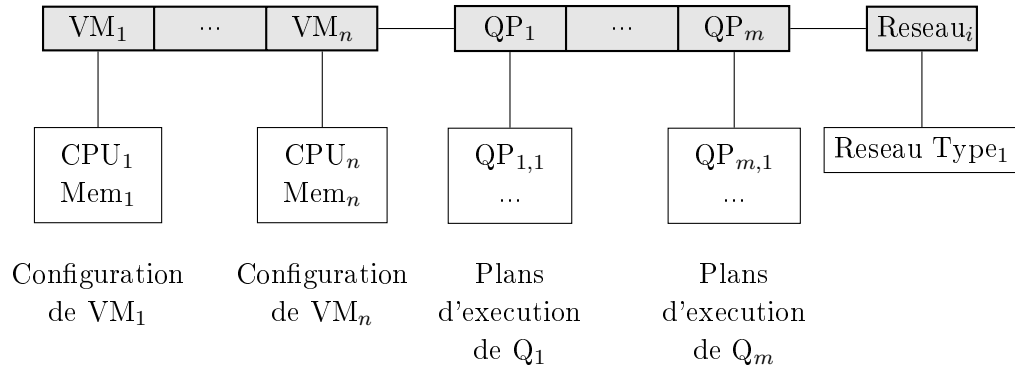 VM₁ ... VMₙ QP₁ ... QPₘ Reseauᵢ
CPU₁ CPUₙ QP₁,₁ QPₘ,₁ Reseau Type₁
Mem₁ Memₙ ... ...
Configuration Configuration Plans Plans
de VM₁ de VMₙ d'execution d'execution
de Q₁ de Qₘ